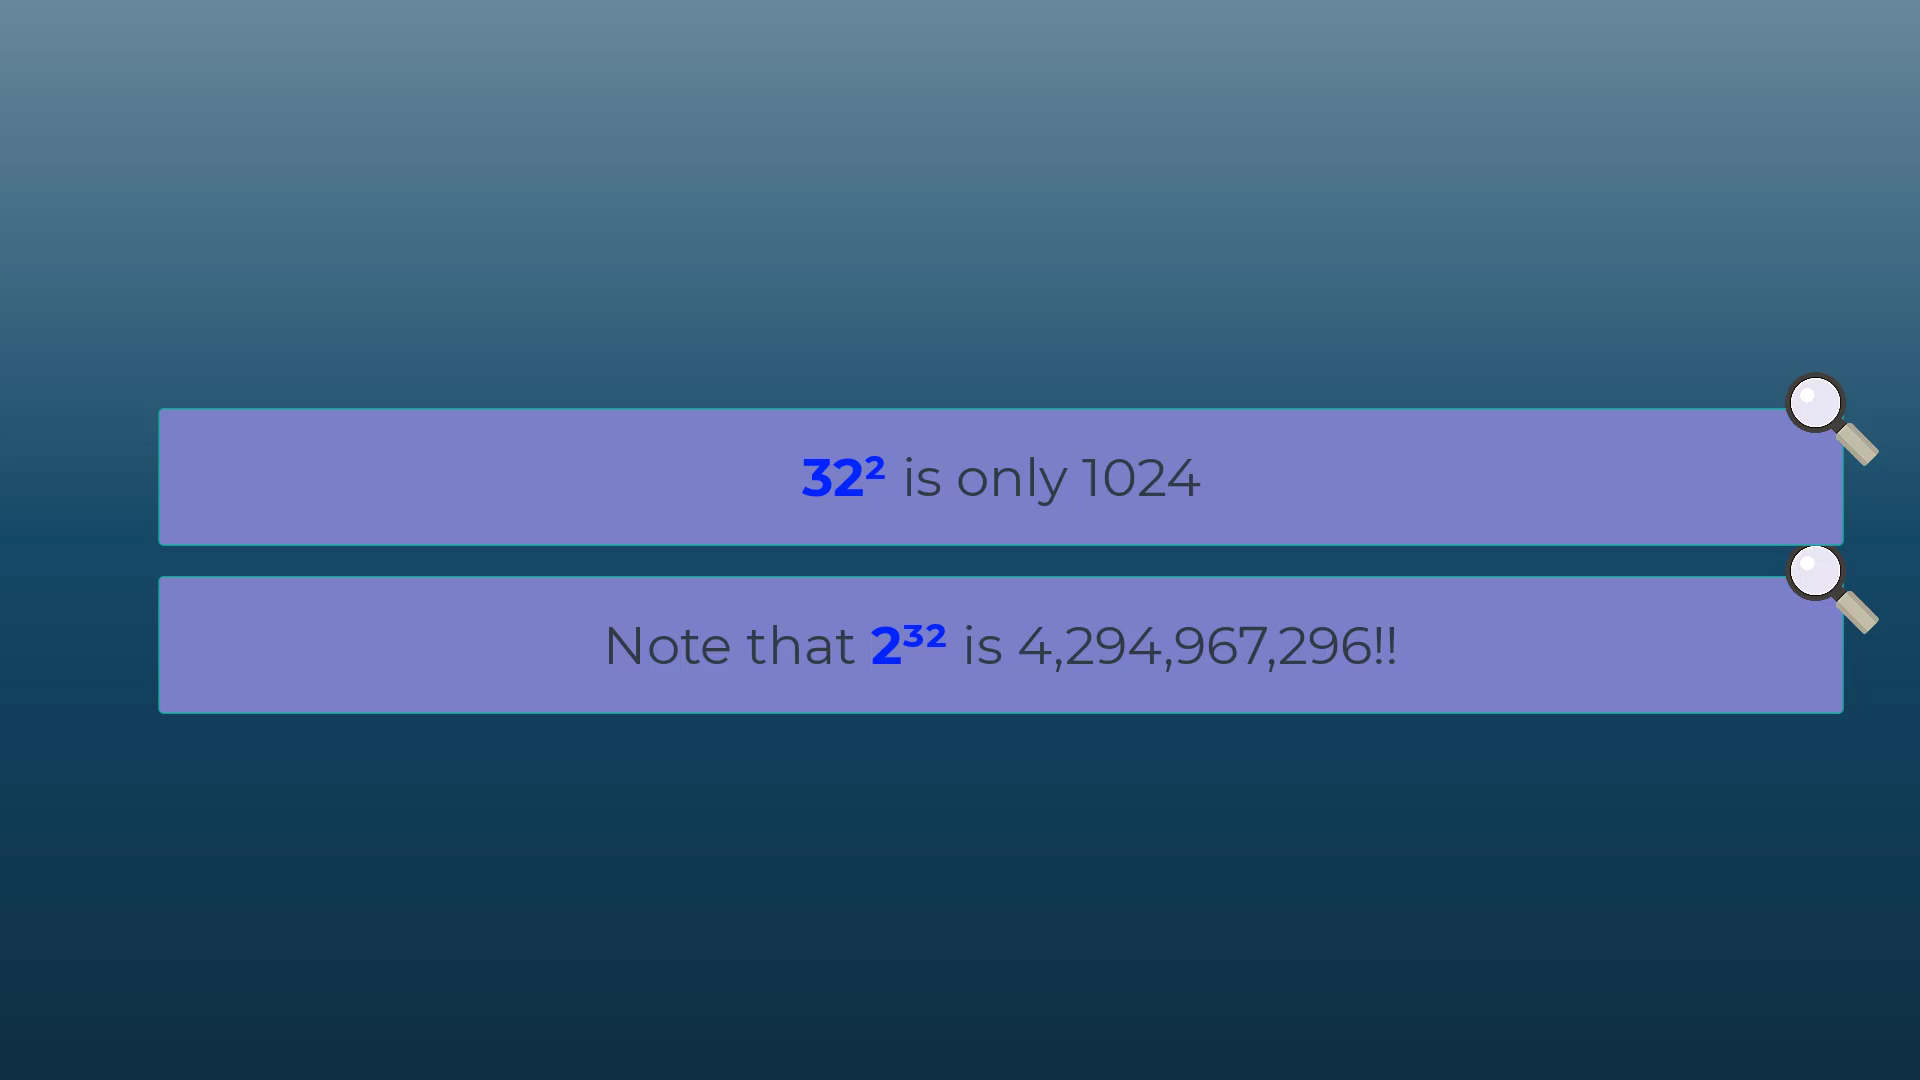 32² is only 1024
Note that 2³² is 4,294,967,296!!